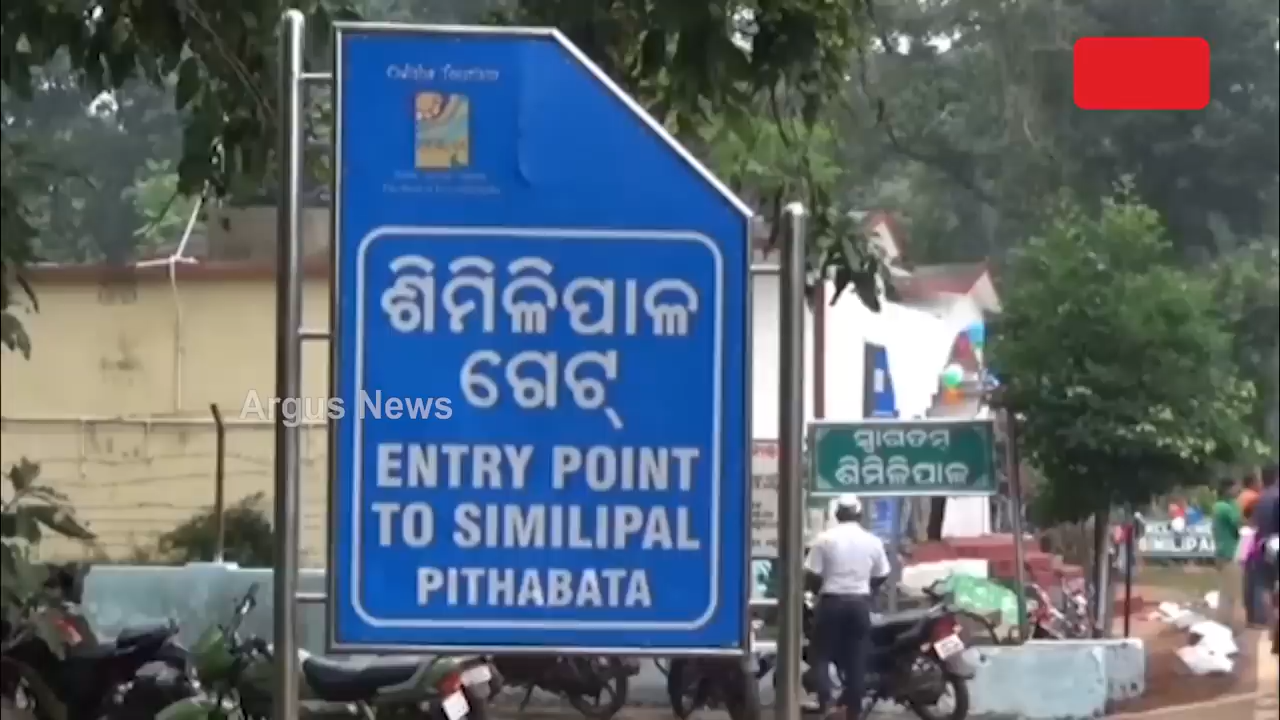 Odisha Tourism
ଶିମିଳିପାଳ
ଗେଟ୍
ENTRY POINT
TO SIMILIPAL
PITHABATA
Argus News
ସ୍ୱାଗତମ୍
ଶିମିଳିପାଳ
SIMILIPAL